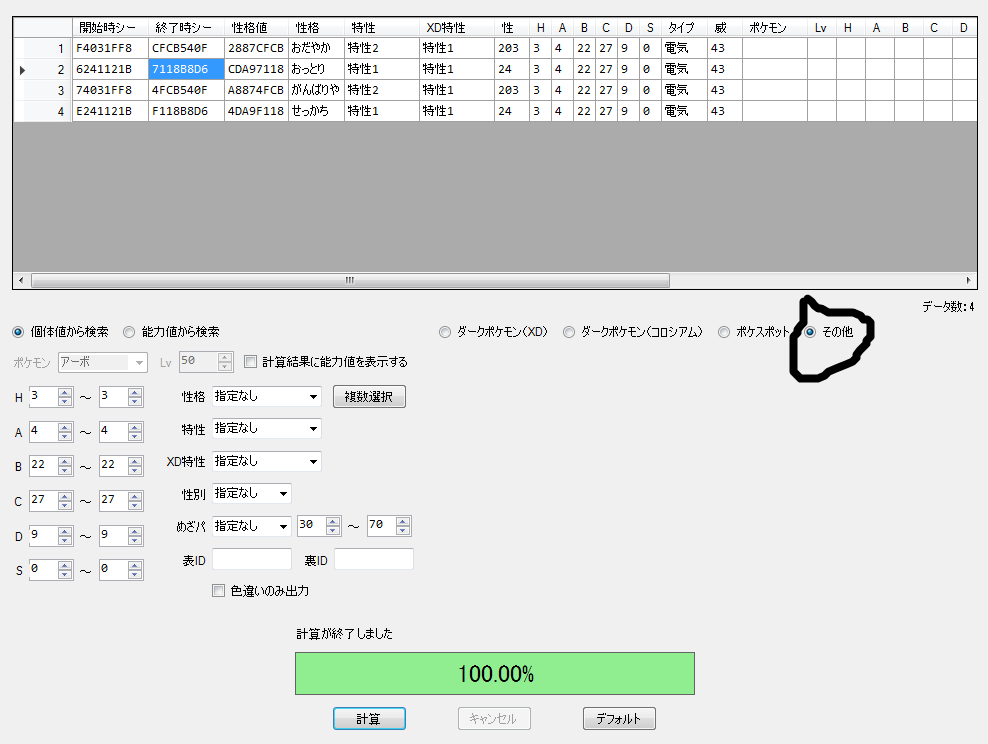 開始時シー 終了時シー 性格値 性格 特性 XD特性 性 H A B C D S タイプ 威 ポケモン Lv H A B C D
1 F4031FF8 CFCB540F 2887CFCB おだやか 特性2 特性1 203 3 4 22 27 9 0 電気 43
2 6241121B 7118B8D6 CDA97118 おっとり 特性1 特性1 24 3 4 22 27 9 0 電気 43
3 74031FF8 4FCB540F A8874FCB がんばりや 特性2 特性1 203 3 4 22 27 9 0 電気 43
4 E241121B F118B8D6 4DA9F118 せっかち 特性1 特性1 24 3 4 22 27 9 0 電気 43
データ数:4
個体値から検索 能力値から検索 ダークポケモン(XD) ダークポケモン(コロシアム) ポケスポット その他
ポケモン アーボ Lv 50 計算結果に能力値を表示する
H 3 ～ 3 性格 指定なし 複数選択
A 4 ～ 4 特性 指定なし
B 22 ～ 22 XD特性 指定なし
C 27 ～ 27 性別 指定なし
D 9 ～ 9 めざパ 指定なし 30 ～ 70
S 0 ～ 0 表ID 裏ID
色違いのみ出力
計算が終了しました
100.00%
計算 キャンセル デフォルト